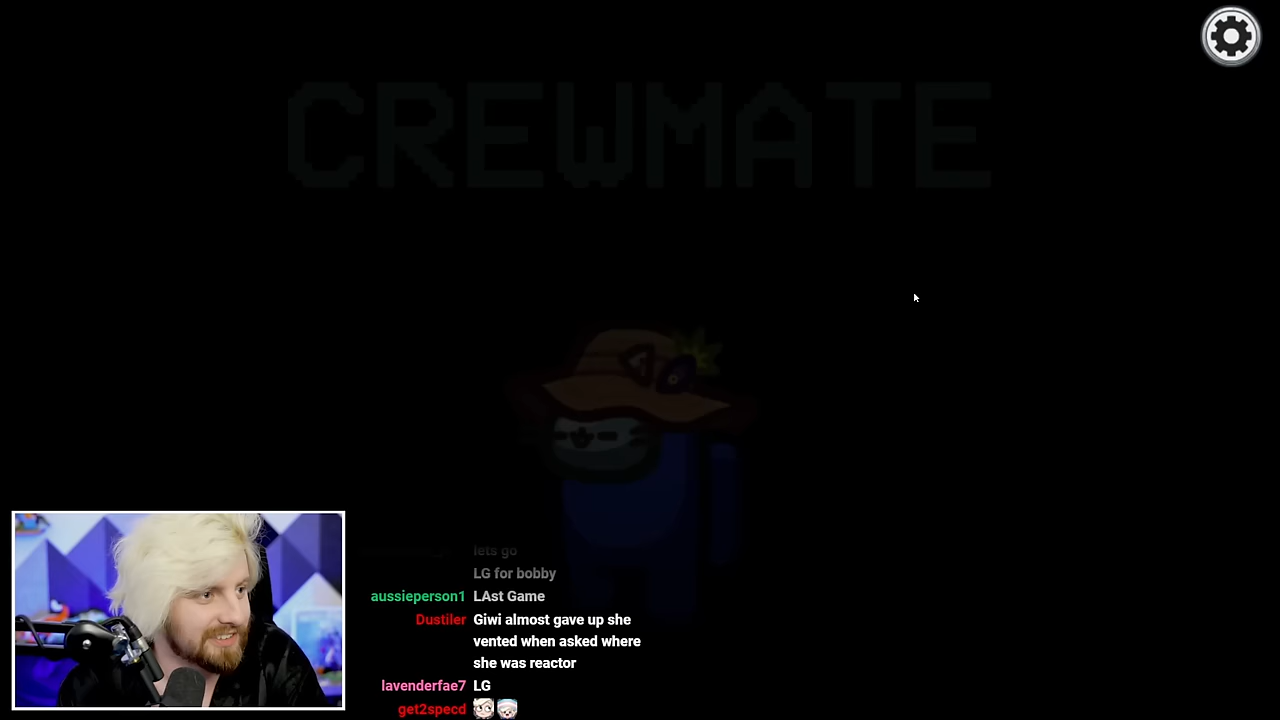 CREWMATE
lets go
LG for bobby
aussieperson1 LAst Game
Dustiler Giwi almost gave up she
vented when asked where
she was reactor
lavenderfae7 LG
get2specd